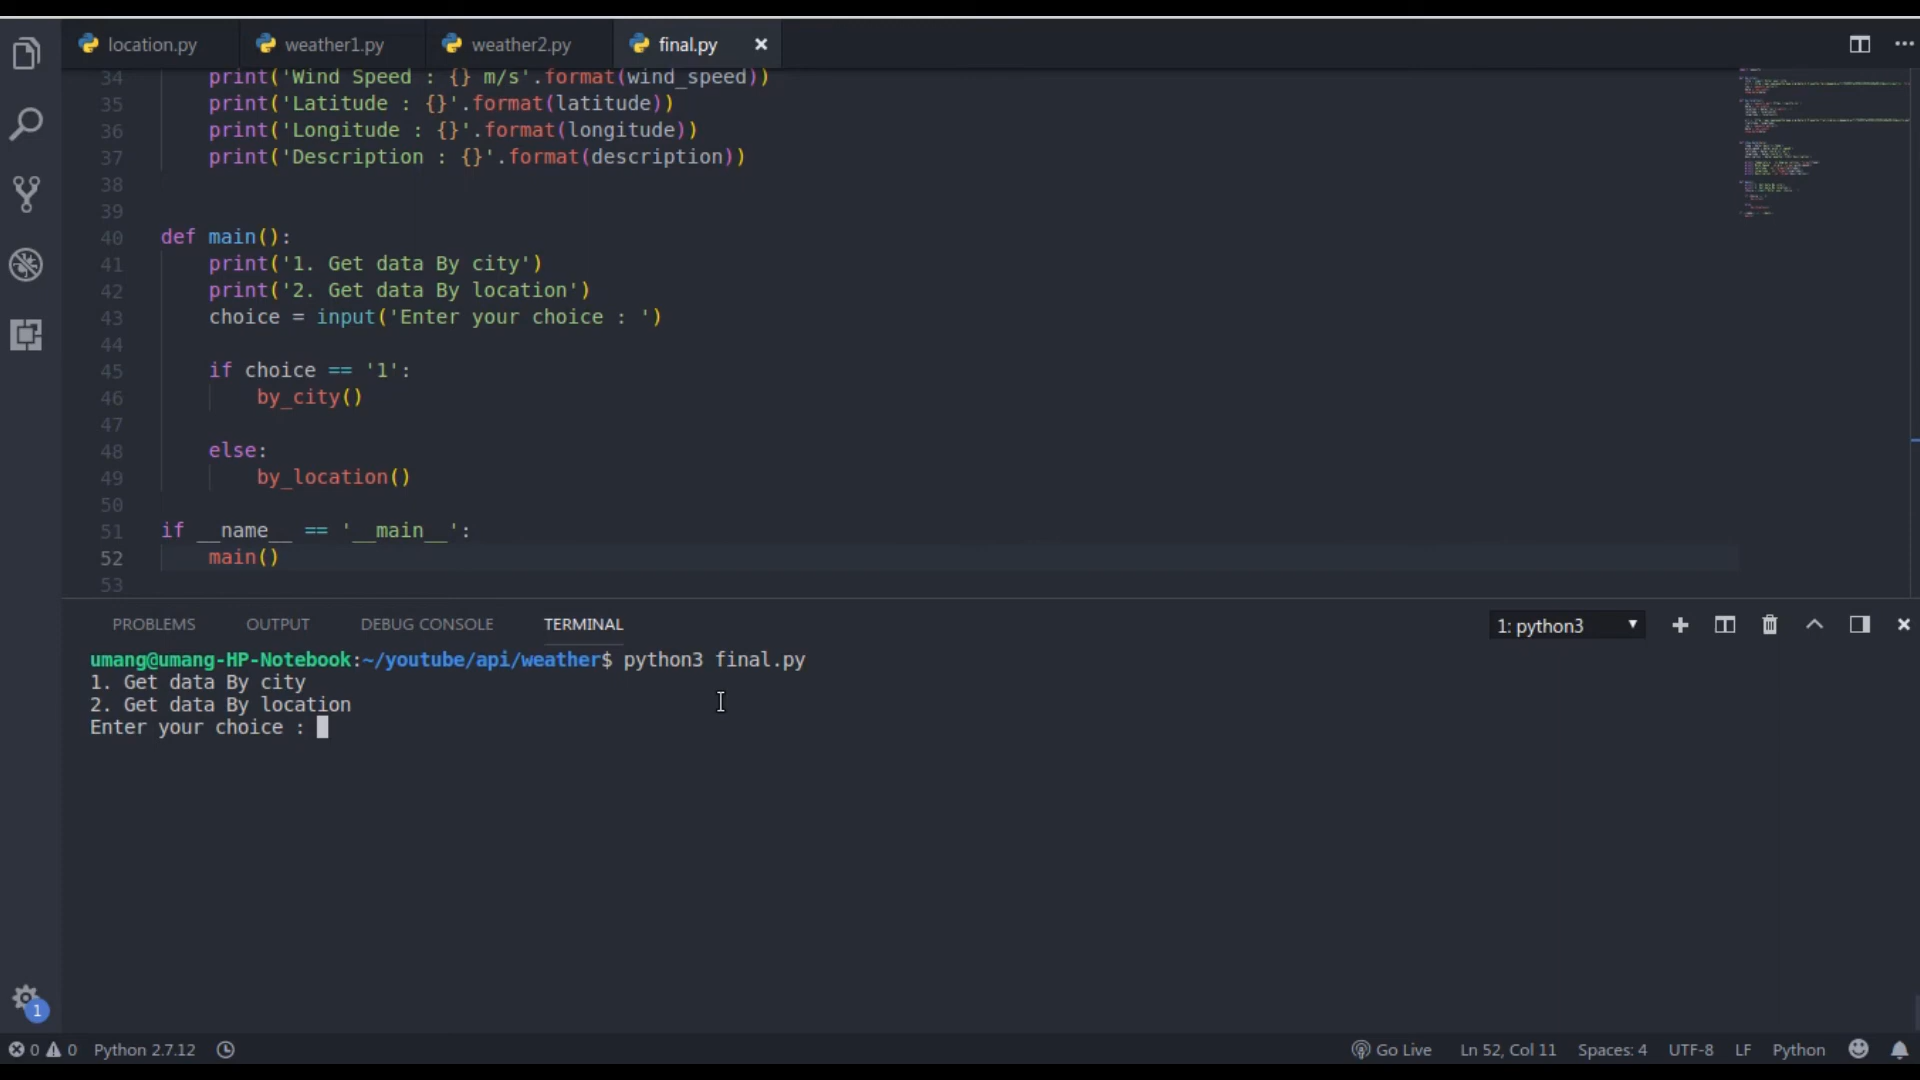 location.py weather1.py weather2.py final.py
34 print('Wind Speed : {} m/s'.format(wind_speed))
35 print('Latitude : {}'.format(latitude))
36 print('Longitude : {}'.format(longitude))
37 print('Description : {}'.format(description))
38
39
40 def main():
41 print('1. Get data By city')
42 print('2. Get data By location')
43 choice = input('Enter your choice : ')
44
45 if choice == '1':
46 by_city()
47
48 else:
49 by_location()
50
51 if __name__ == '__main__':
52 main()
53
PROBLEMS OUTPUT DEBUG CONSOLE TERMINAL 1: python3
umang@umang-HP-Notebook:~/youtube/api/weather$ python3 final.py
1. Get data By city
2. Get data By location
Enter your choice :
1
0 0 Python 2.7.12 Go Live Ln 52, Col 11 Spaces: 4 UTF-8 LF Python